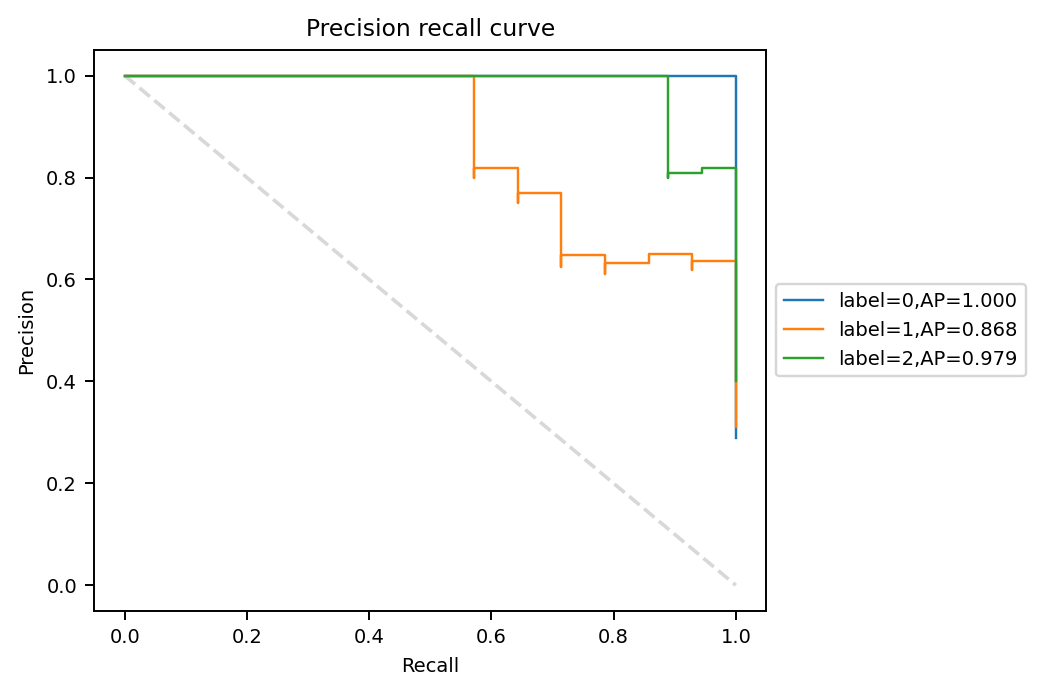 Precision recall curve
Precision
1.0
0.8
0.6
0.4
0.2
0.0
0.0 0.2 0.4 0.6 0.8 1.0
Recall
label=0,AP=1.000
label=1,AP=0.868
label=2,AP=0.979